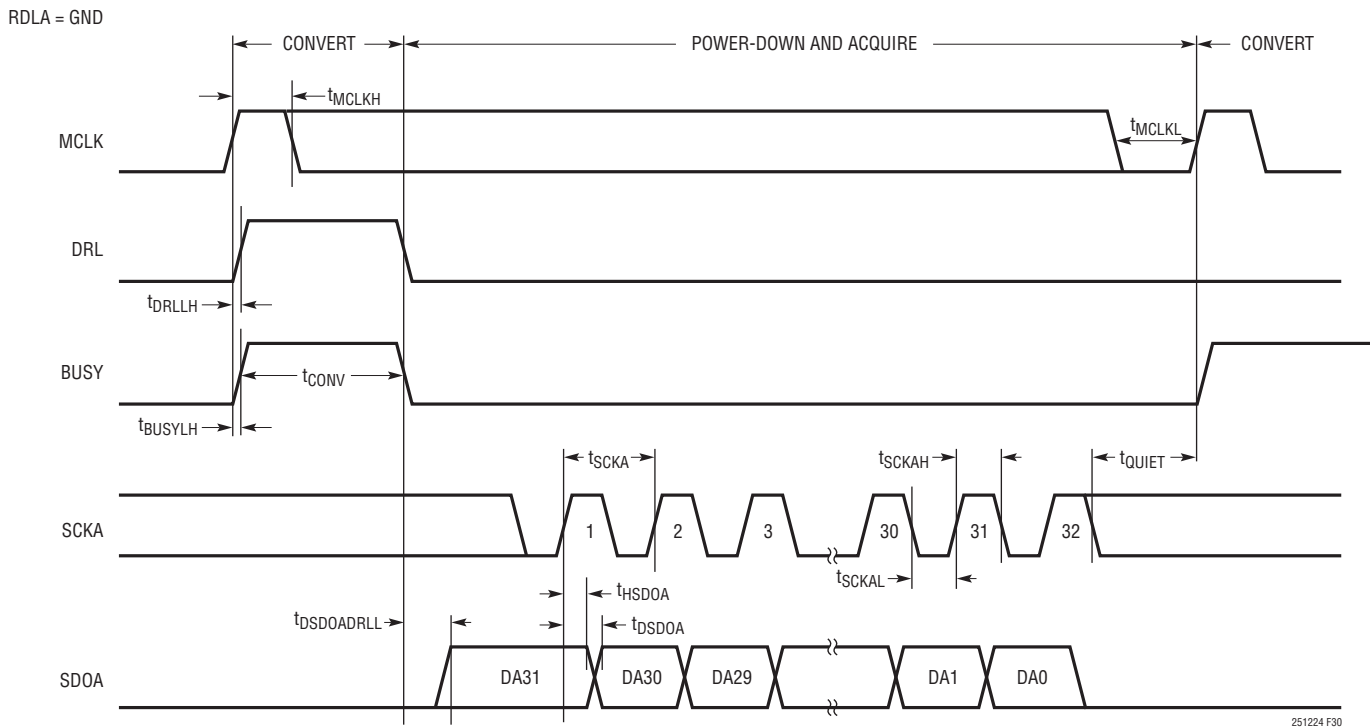 RDLA = GND
CONVERT
POWER-DOWN AND ACQUIRE
CONVERT
tMCLKH
tMCLKL
MCLK
DRL
tDRLLH
BUSY
tCONV
tBUSYLH
tSCKA
tSCKAH
tQUIET
SCKA
1
2
3
30
31
32
tSCKAL
tHSDOA
tDSDOADRLL
tDSDOA
SDOA
DA31
DA30
DA29
DA1
DA0
251224 F30